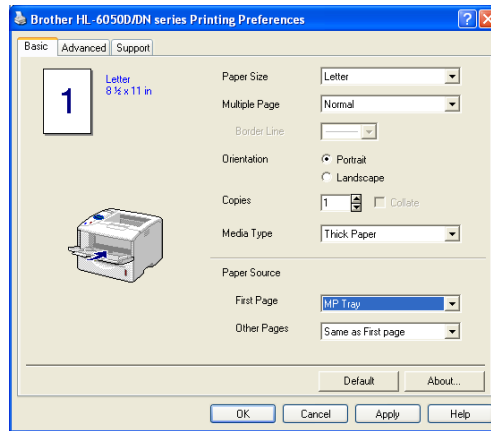 Brother HL-6050D/DN series Printing Preferences
Basic Advanced Support
1
Letter
8 ½ x 11 in
Paper Size Letter
Multiple Page Normal
Border Line
Orientation Portrait
Landscape
Copies 1 Collate
Media Type Thick Paper
Paper Source
First Page MP Tray
Other Pages Same as First page
Default About...
OK Cancel Apply Help